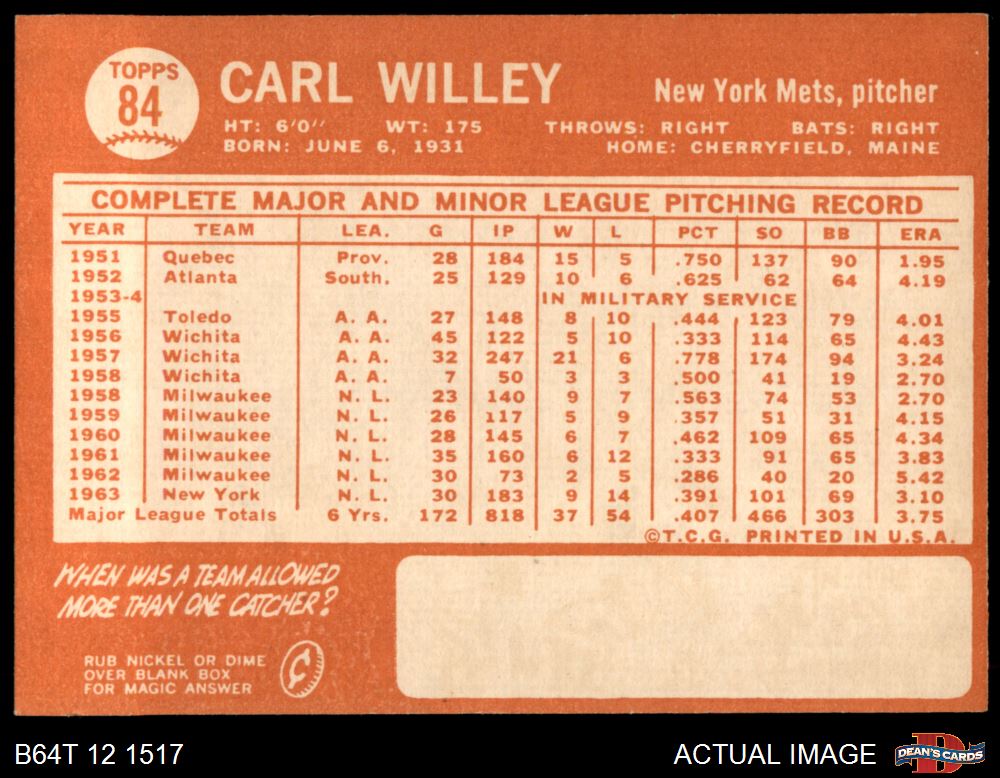 TOPPS
84
CARL WILLEY
New York Mets, pitcher
HT: 6'0" WT: 175 THROWS: RIGHT BATS: RIGHT
BORN: JUNE 6, 1931 HOME: CHERRYFIELD, MAINE
COMPLETE MAJOR AND MINOR LEAGUE PITCHING RECORD
YEAR TEAM LEA. G IP W L PCT SO BB ERA
1951 Quebec Prov. 28 184 15 5 .750 137 90 1.95
1952 Atlanta South. 25 129 10 6 .625 62 64 4.19
1953-4 IN MILITARY SERVICE
1955 Toledo A. A. 27 148 8 10 .444 123 79 4.01
1956 Wichita A. A. 45 122 5 10 .333 114 65 4.43
1957 Wichita A. A. 32 247 21 6 .778 174 94 3.24
1958 Wichita A. A. 7 50 3 3 .500 41 19 2.70
1958 Milwaukee N. L. 23 140 9 7 .563 74 53 2.70
1959 Milwaukee N. L. 26 117 5 9 .357 51 31 4.15
1960 Milwaukee N. L. 28 145 6 7 .462 109 65 4.34
1961 Milwaukee N. L. 35 160 6 12 .333 91 65 3.83
1962 Milwaukee N. L. 30 73 2 5 .286 40 20 5.42
1963 New York N. L. 30 183 9 14 .391 101 69 3.10
Major League Totals 6 Yrs. 172 818 37 54 .407 466 303 3.75
©T.C.G. PRINTED IN U.S.A.
WHEN WAS A TEAM ALLOWED
MORE THAN ONE CATCHER?
RUB NICKEL OR DIME
OVER BLANK BOX
FOR MAGIC ANSWER
¢
B64T 12 1517
ACTUAL IMAGE
DEAN'S CARDS